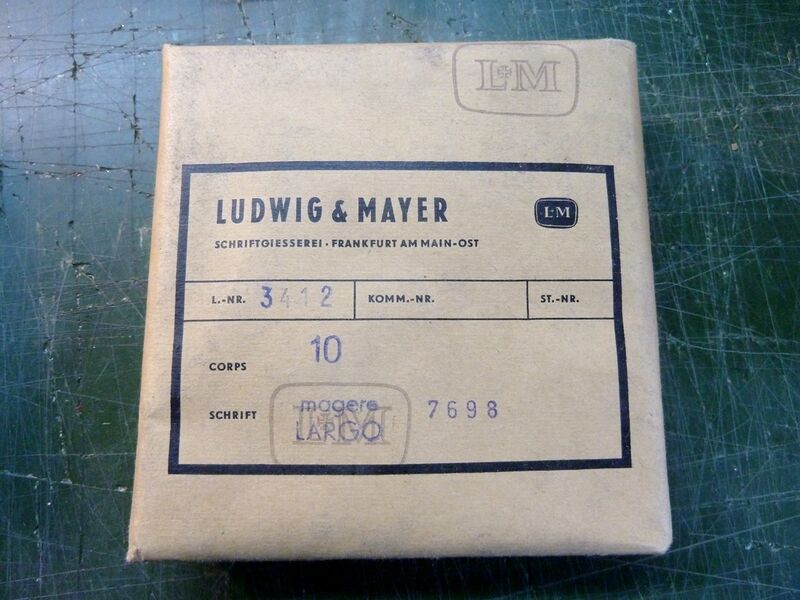 L+M
LUDWIG & MAYER
L+M
SCHRIFTGIESSEREI · FRANKFURT AM MAIN-OST
L.-NR. 3412 KOMM.-NR. ST.-NR.
CORPS 10
SCHRIFT magere 7698
LARGO
L+M